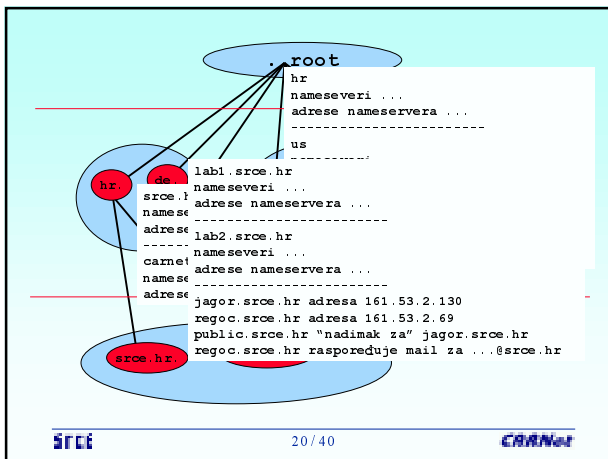 . root
hr
nameseveri ...
adrese nameservera ...
-------------------------
us
hr.
de.
srce.h
namese
adrese
------
carnet
namese
adrese
lab1.srce.hr
nameseveri ...
adrese nameservera ...
-------------------------
lab2.srce.hr
nameseveri ...
adrese nameservera ...
-------------------------
jagor.srce.hr adresa 161.53.2.130
regoc.srce.hr adresa 161.53.2.69
public.srce.hr “nadimak za” jagor.srce.hr
regoc.srce.hr raspoređuje mail za ...@srce.hr
srce.hr.
Srce 20/40 CARNet